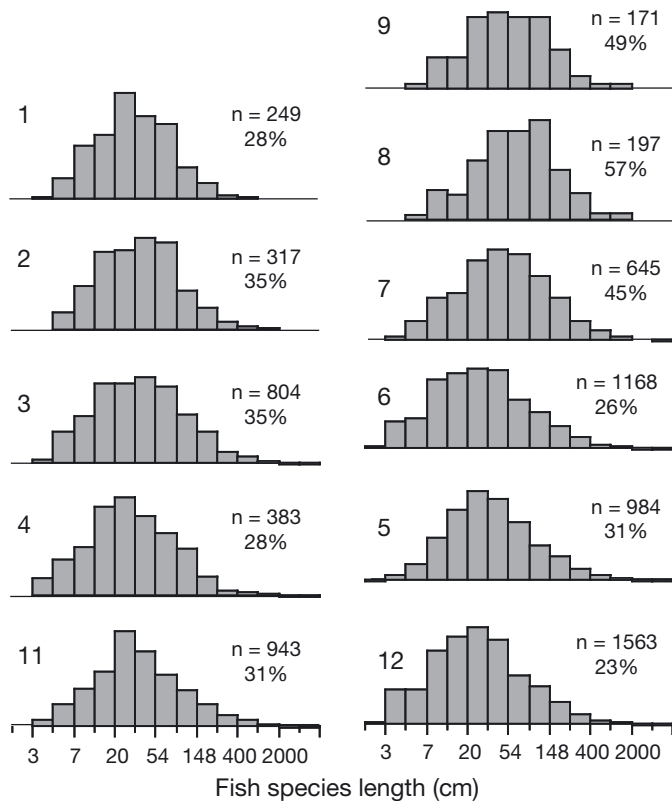 1
n = 249
28%
2
n = 317
35%
3
n = 804
35%
4
n = 383
28%
11
n = 943
31%
3 7 20 54 148 400 2000
9
n = 171
49%
8
n = 197
57%
7
n = 645
45%
6
n = 1168
26%
5
n = 984
31%
12
n = 1563
23%
3 7 20 54 148 400 2000
Fish species length (cm)